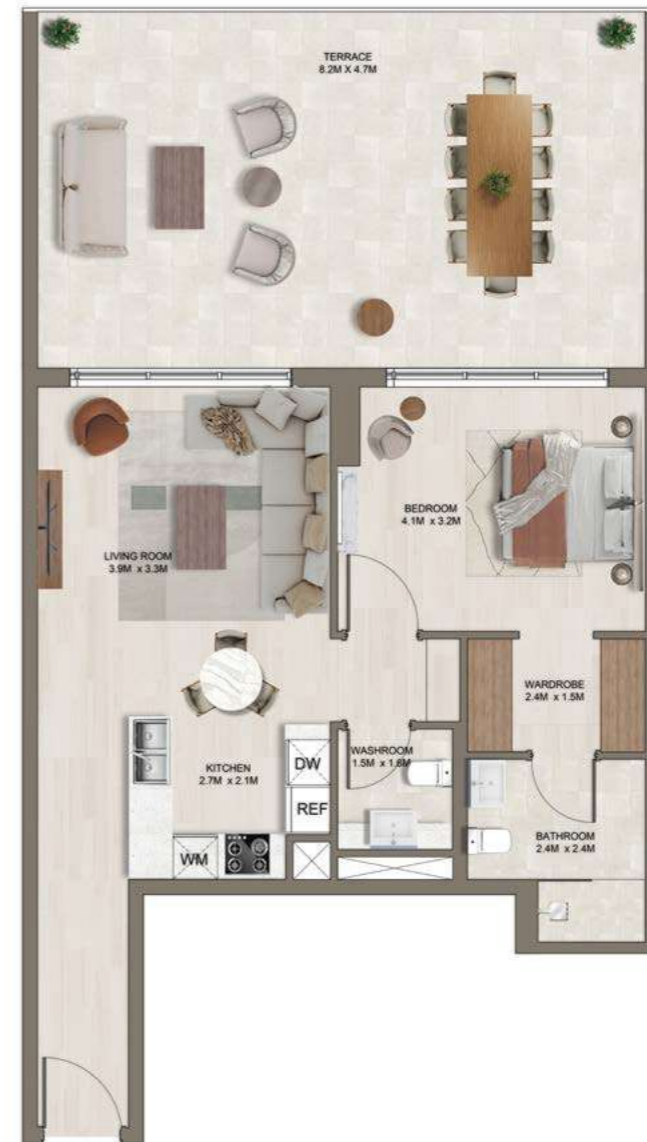 TERRACE
8.2M X 4.7M
BEDROOM
4.1M x 3.2M
LIVING ROOM
3.9M x 3.3M
WARDROBE
2.4M x 1.5M
WASHROOM
1.5M x 1.8M
KITCHEN
2.7M x 2.1M
DW
REF
WM
BATHROOM
2.4M x 2.4M